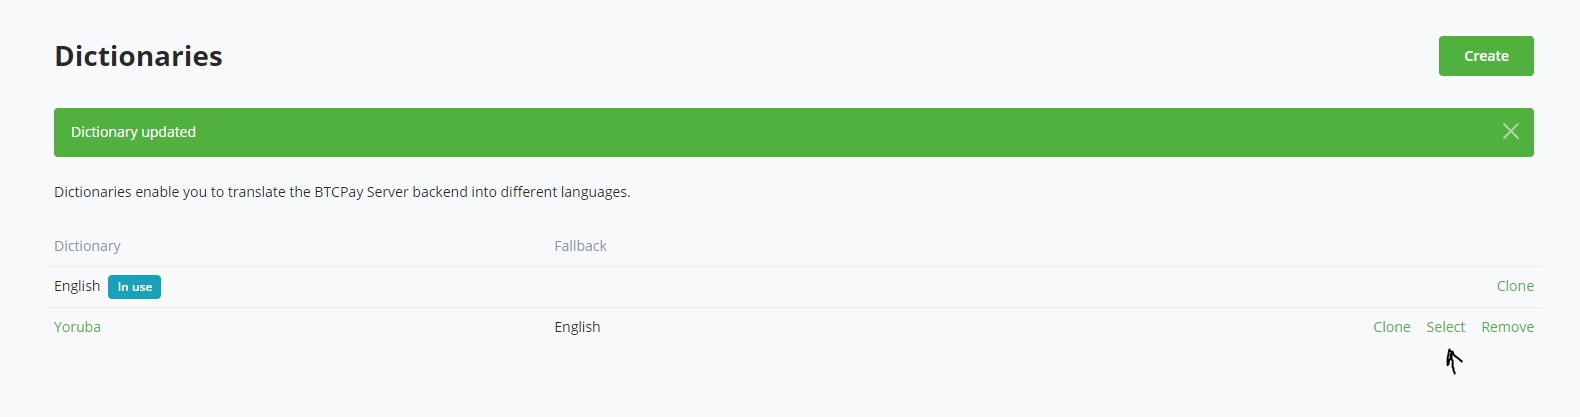 Dictionaries
Create
Dictionary updated
Dictionaries enable you to translate the BTCPay Server backend into different languages.
Dictionary Fallback
English In use Clone
Yoruba English Clone Select Remove